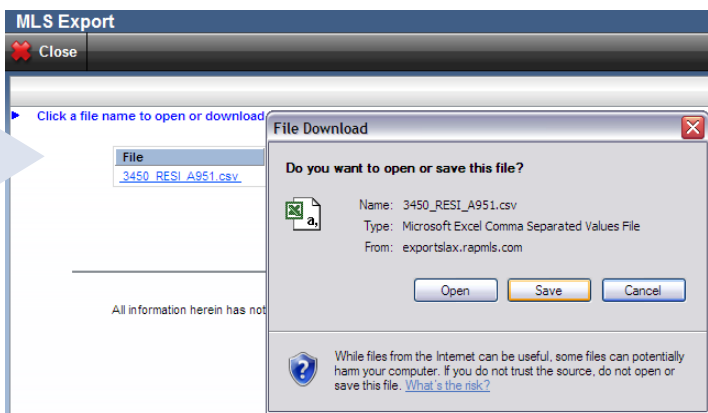 MLS Export
Close
Click a file name to open or download
File
3450_RESI_A951.csv
All information herein has not
File Download
Do you want to open or save this file?
a,
Name: 3450_RESI_A951.csv
Type: Microsoft Excel Comma Separated Values File
From: exportslax.rapmls.com
Open Save Cancel
While files from the Internet can be useful, some files can potentially
harm your computer. If you do not trust the source, do not open or
save this file. What's the risk?